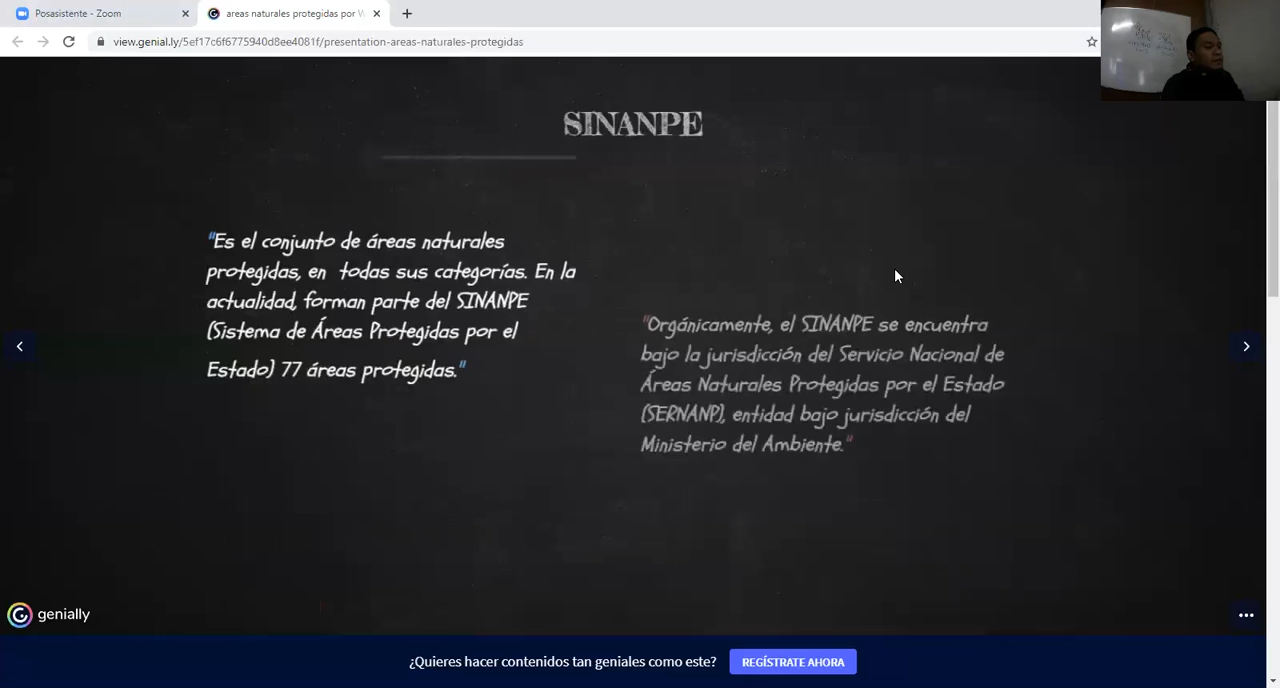 Posasistente - Zoom
areas naturales protegidas por
view.genial.ly/5ef17c6f6775940d8ee4081f/presentation-areas-naturales-protegidas
SINANPE
"Es el conjunto de áreas naturales
protegidas, en todas sus categorías. En la
actualidad, forman parte del SINANPE
(Sistema de Áreas Protegidas por el
Estado) 77 áreas protegidas."
"Orgánicamente, el SINANPE se encuentra
bajo la jurisdicción del Servicio Nacional de
Áreas Naturales Protegidas por el Estado
(SERNANP), entidad bajo jurisdicción del
Ministerio del Ambiente."
genially
¿Quieres hacer contenidos tan geniales como este?
REGÍSTRATE AHORA